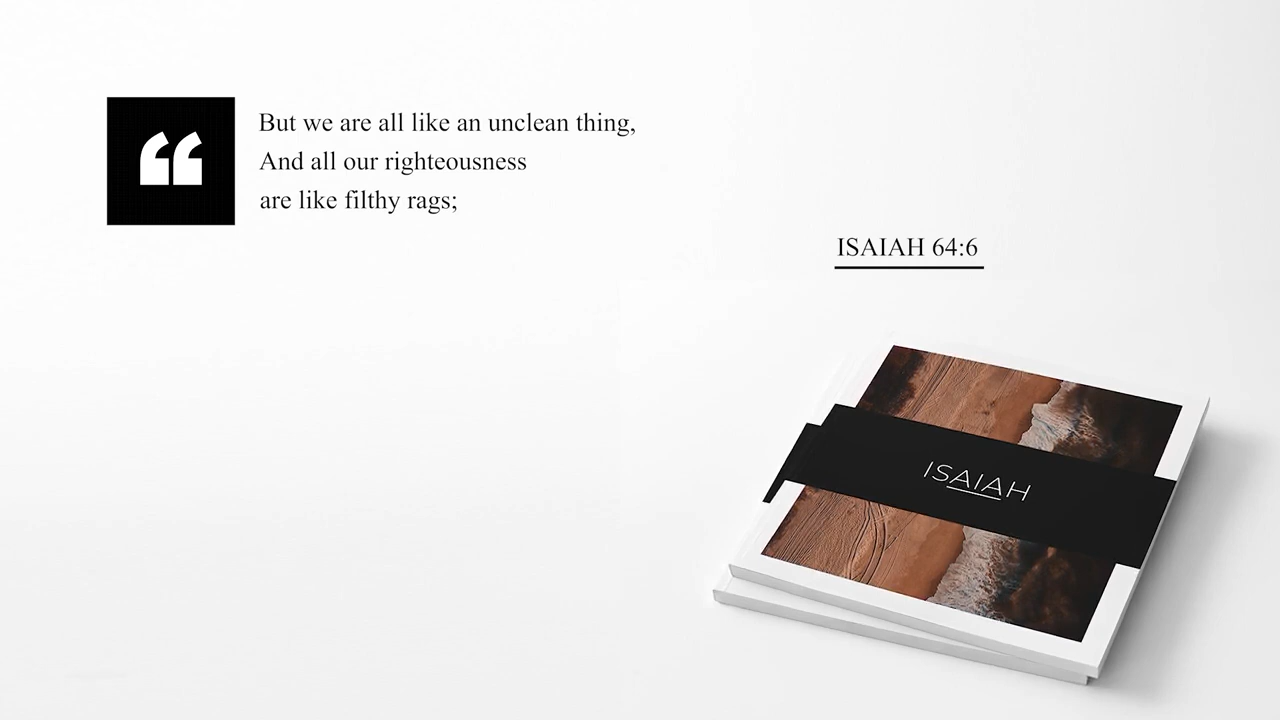 But we are all like an unclean thing,
And all our righteousness
are like filthy rags;
ISAIAH 64:6
ISAIAH